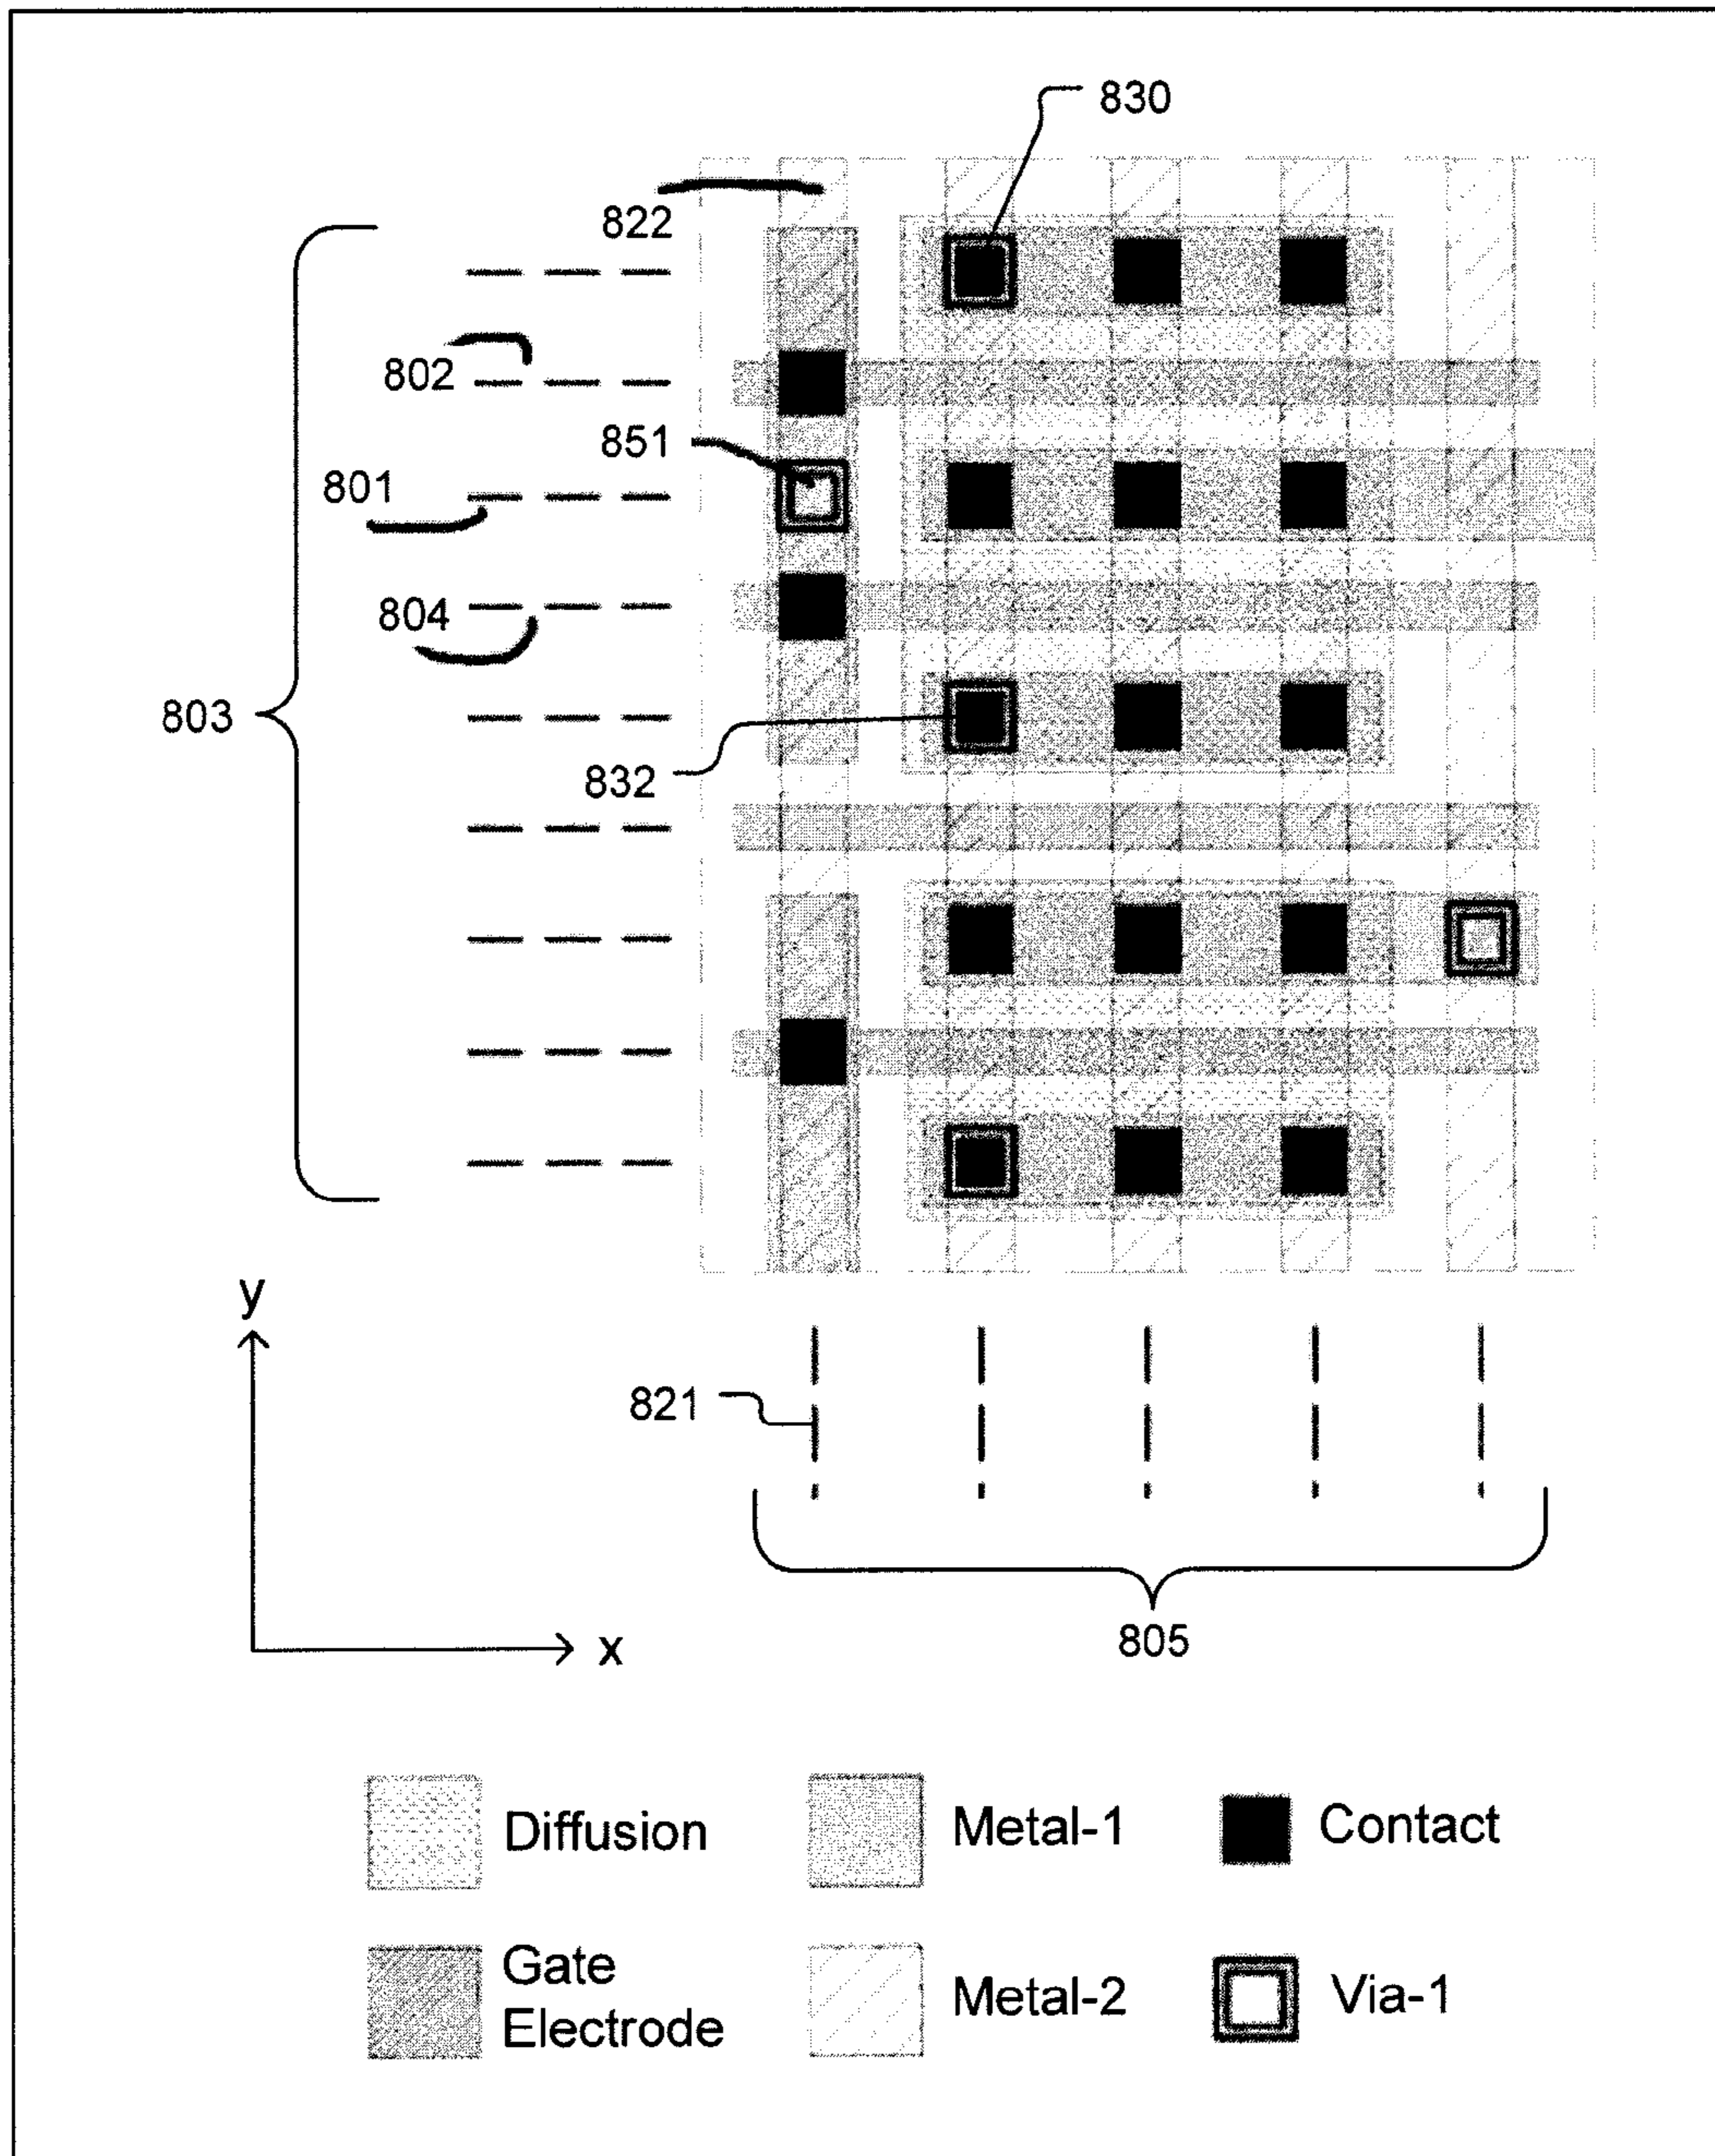 830
822
802
851
801
804
803
832
y
821
x
805
Diffusion
Metal-1
Contact
Gate
Electrode
Metal-2
Via-1